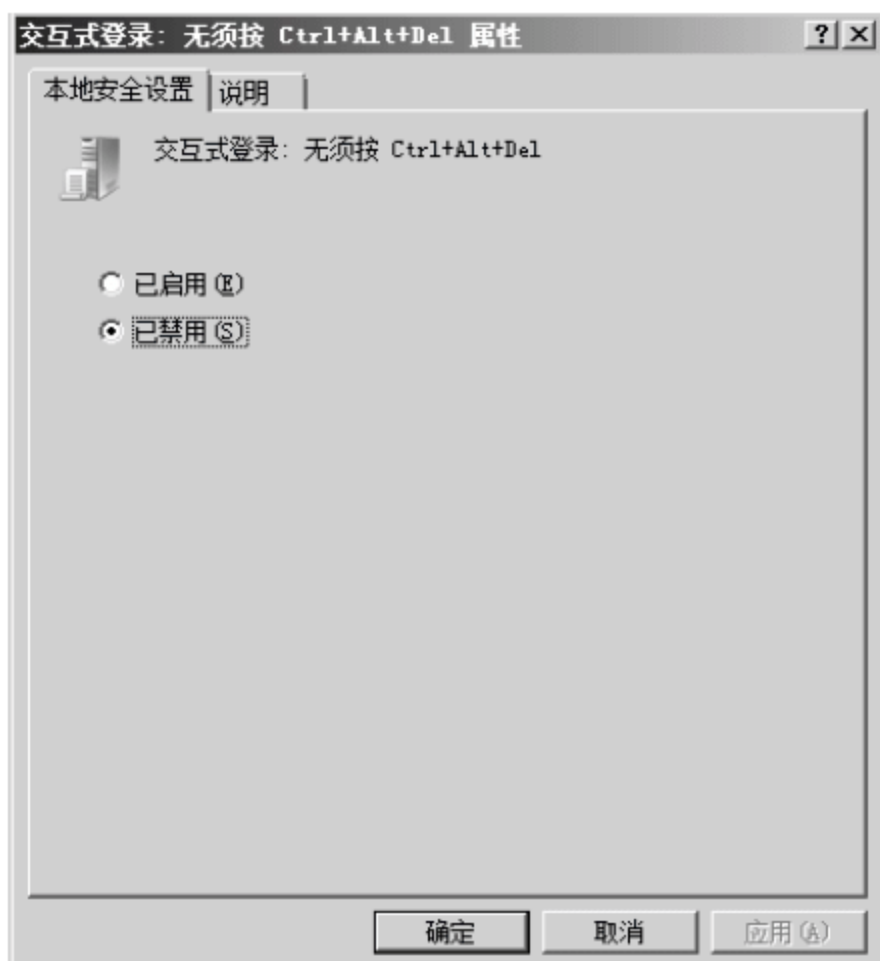 交互式登录: 无须按 Ctrl+Alt+Del 属性
本地安全设置 说明
交互式登录: 无须按 Ctrl+Alt+Del
已启用(E)
已禁用(S)
确定 取消 应用(A)